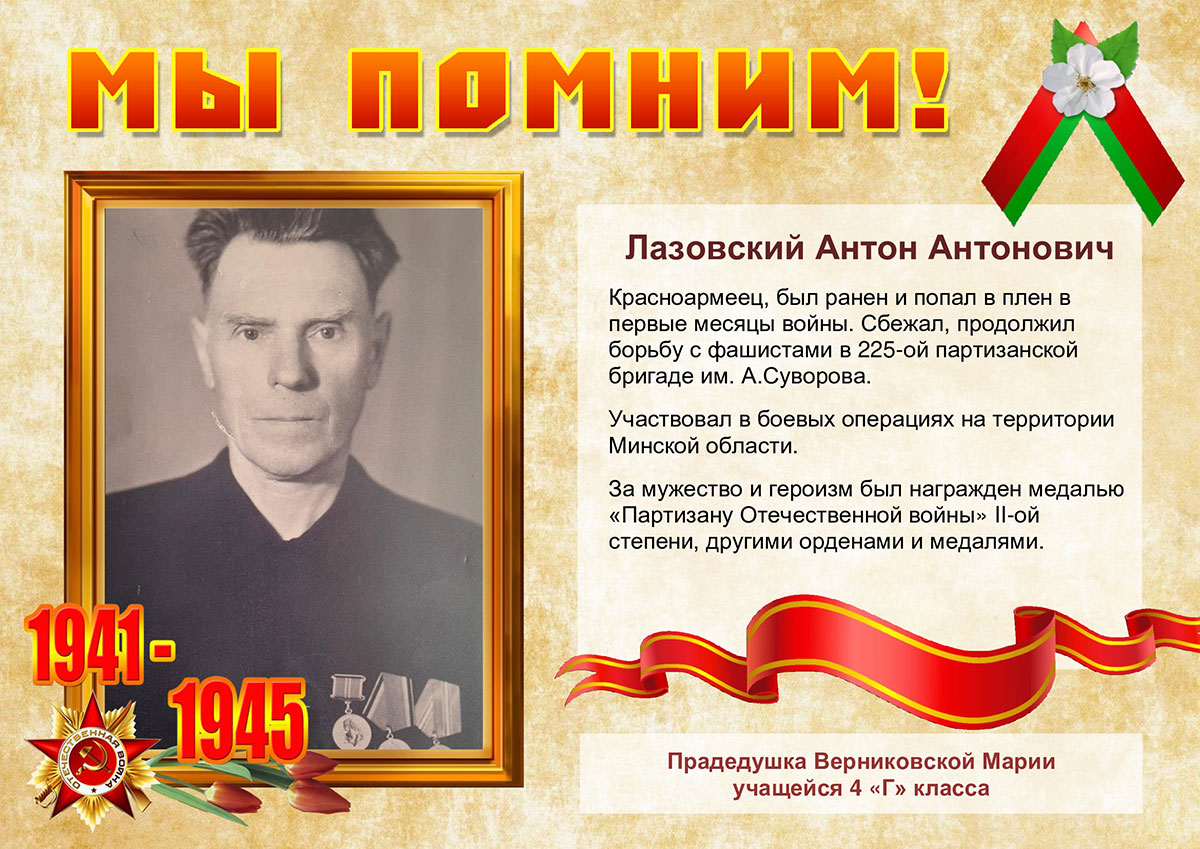 МЫ ПОМНИМ!
Лазовский Антон Антонович
Красноармеец, был ранен и попал в плен в
первые месяцы войны. Сбежал, продолжил
борьбу с фашистами в 225-ой партизанской
бригаде им. А.Суворова.
Участвовал в боевых операциях на территории
Минской области.
За мужество и героизм был награжден медалью
«Партизану Отечественной войны» II-ой
степени, другими орденами и медалями.
1941-
1945
ОТЕЧЕСТВЕННАЯ ВОЙНА
Прадедушка Верниковской Марии
учащейся 4 «Г» класса